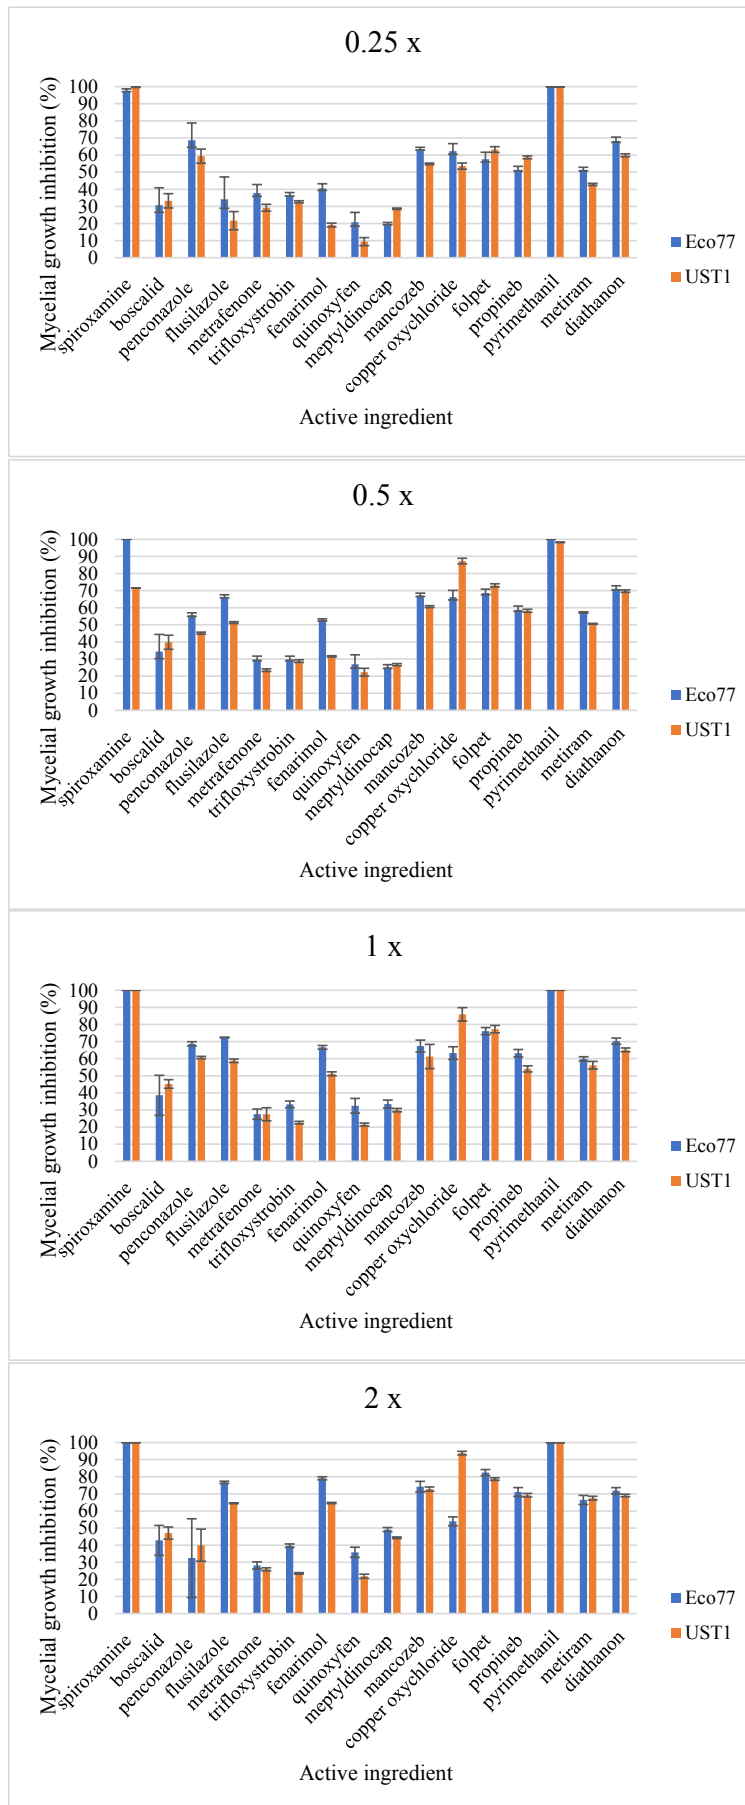 0.25 x
Mycelial growth inhibition (%)
100
90
80
70
60
50
40
30
20
10
0
spiroxamine
boscalid
penconazole
flusilazole
metrafenone
trifloxystrobin
fenarimol
quinoxyfen
meptyldinocap
mancozeb
copper oxychloride
folpet
propineb
pyrimethanil
metiram
diathanon
Active ingredient
Eco77
UST1
0.5 x
Mycelial growth inhibition (%)
100
90
80
70
60
50
40
30
20
10
0
spiroxamine
boscalid
penconazole
flusilazole
metrafenone
trifloxystrobin
fenarimol
quinoxyfen
meptyldinocap
mancozeb
copper oxychloride
folpet
propineb
pyrimethanil
metiram
diathanon
Active ingredient
Eco77
UST1
1 x
Mycelial growth inhibition (%)
100
90
80
70
60
50
40
30
20
10
0
spiroxamine
boscalid
penconazole
flusilazole
metrafenone
trifloxystrobin
fenarimol
quinoxyfen
meptyldinocap
mancozeb
copper oxychloride
folpet
propineb
pyrimethanil
metiram
diathanon
Active ingredient
Eco77
UST1
2 x
Mycelial growth inhibition (%)
100
90
80
70
60
50
40
30
20
10
0
spiroxamine
boscalid
penconazole
flusilazole
metrafenone
trifloxystrobin
fenarimol
quinoxyfen
meptyldinocap
mancozeb
copper oxychloride
folpet
propineb
pyrimethanil
metiram
diathanon
Active ingredient
Eco77
UST1